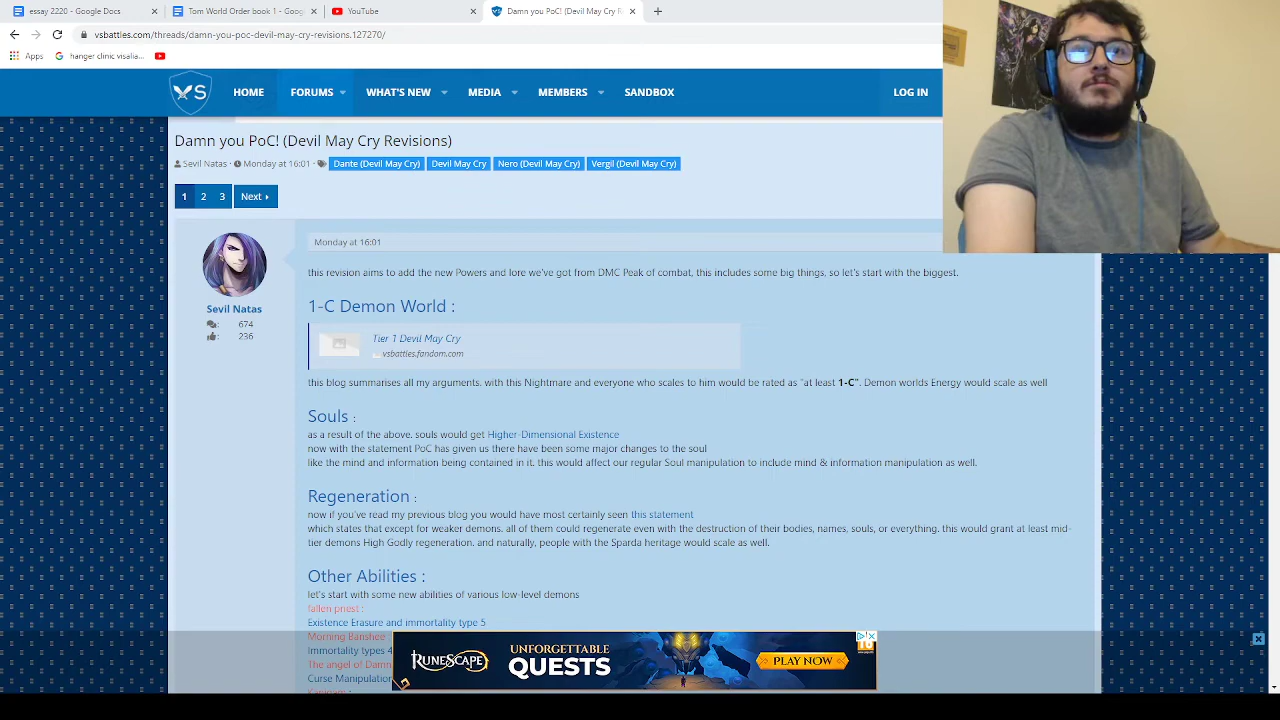 essay 2220 - Google Docs
Tom World Order book 1 - Goog
YouTube
Damn you PoC! (Devil May Cry R
vsbattles.com/threads/damn-you-poc-devil-may-cry-revisions.127270/
Apps
hanger clinic visalia...
VS
HOME
FORUMS
WHAT'S NEW
MEDIA
MEMBERS
SANDBOX
LOG IN
Damn you PoC! (Devil May Cry Revisions)
Sevil Natas · Monday at 16:01 · Dante (Devil May Cry) Devil May Cry Nero (Devil May Cry) Vergil (Devil May Cry)
1 2 3 Next
Monday at 16:01
Sevil Natas
674
236
this revision aims to add the new Powers and lore we've got from DMC Peak of combat, this includes some big things, so let's start with the biggest.
1-C Demon World :
Tier 1 Devil May Cry
vsbattles.fandom.com
this blog summarises all my arguments. with this Nightmare and everyone who scales to him would be rated as "at least 1-C". Demon worlds Energy would scale as well
Souls :
as a result of the above. souls would get Higher-Dimensional Existence
now with the statement PoC has given us there have been some major changes to the soul
like the mind and information being contained in it. this would affect our regular Soul manipulation to include mind & information manipulation as well.
Regeneration :
now if you've read my previous blog you would have most certainly seen this statement
which states that except for weaker demons, all of them could regenerate even with the destruction of their bodies, names, souls, or everything. this would grant at least mid-
tier demons High Godly regeneration. and naturally, people with the Sparda heritage would scale as well.
Other Abilities :
let's start with some new abilities of various low-level demons
fallen priest :
Existence Erasure and immortality type 5
Morning Banshee
Immortality types 4
The angel of Damn
Curse Manipulation
RUNESCAPE
UNFORGETTABLE
QUESTS
PLAY NOW